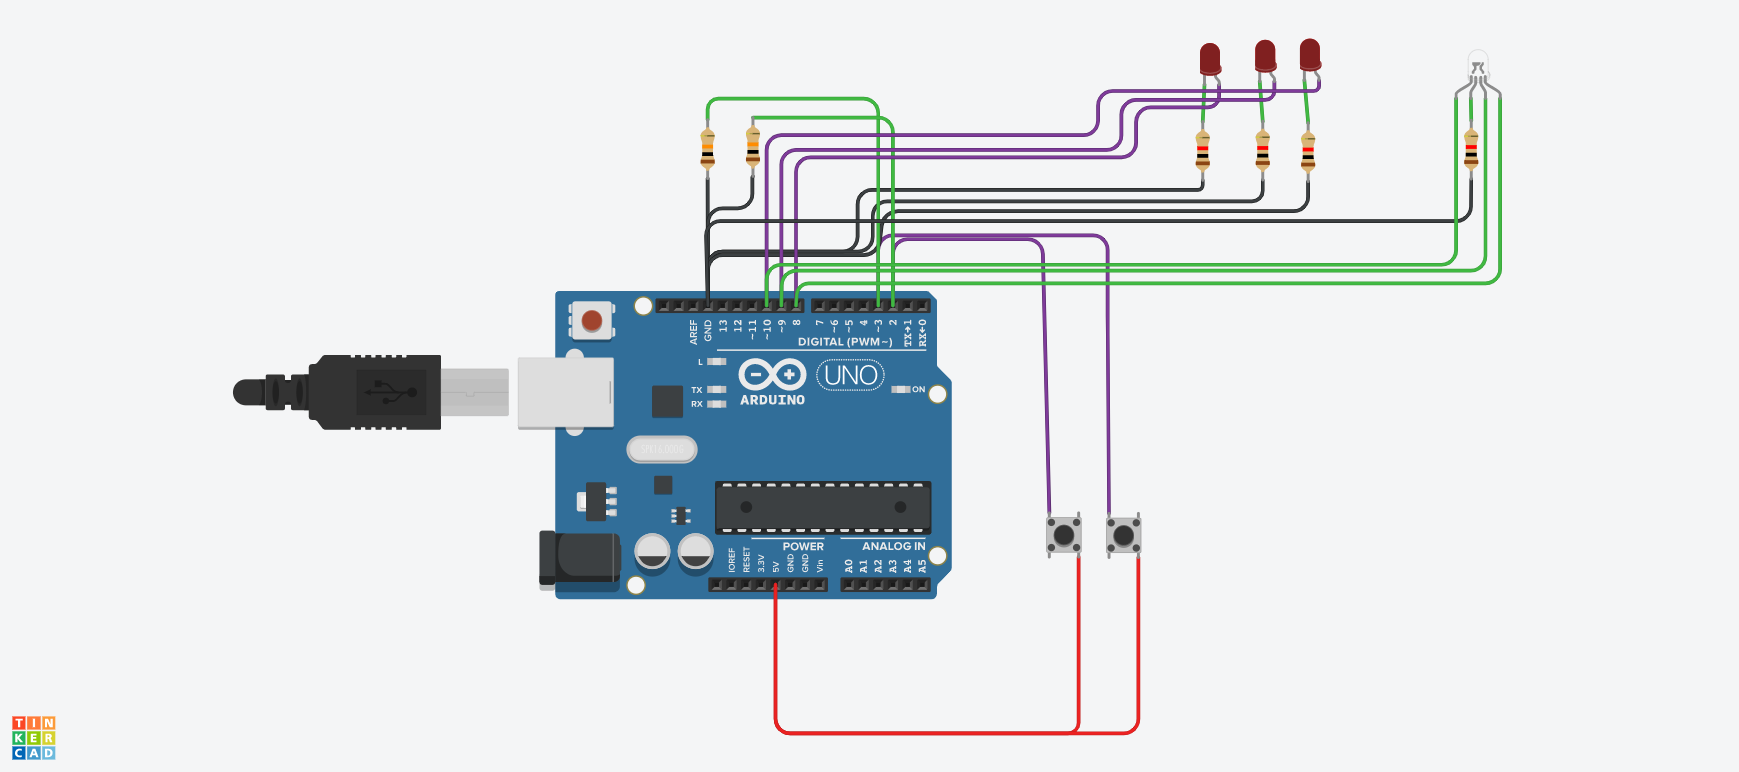 AREF
GND
13
12
~11
~10
~9
8
7
~6
~5
4
~3
2
TX→1
RX←0
DIGITAL (PWM~)
L
TX
RX
ARDUINO
UNO
ON
IOREF
RESET
3.3V
5V
GND
GND
Vin
POWER
ANALOG IN
A0
A1
A2
A3
A4
A5
TIN
KER
CAD